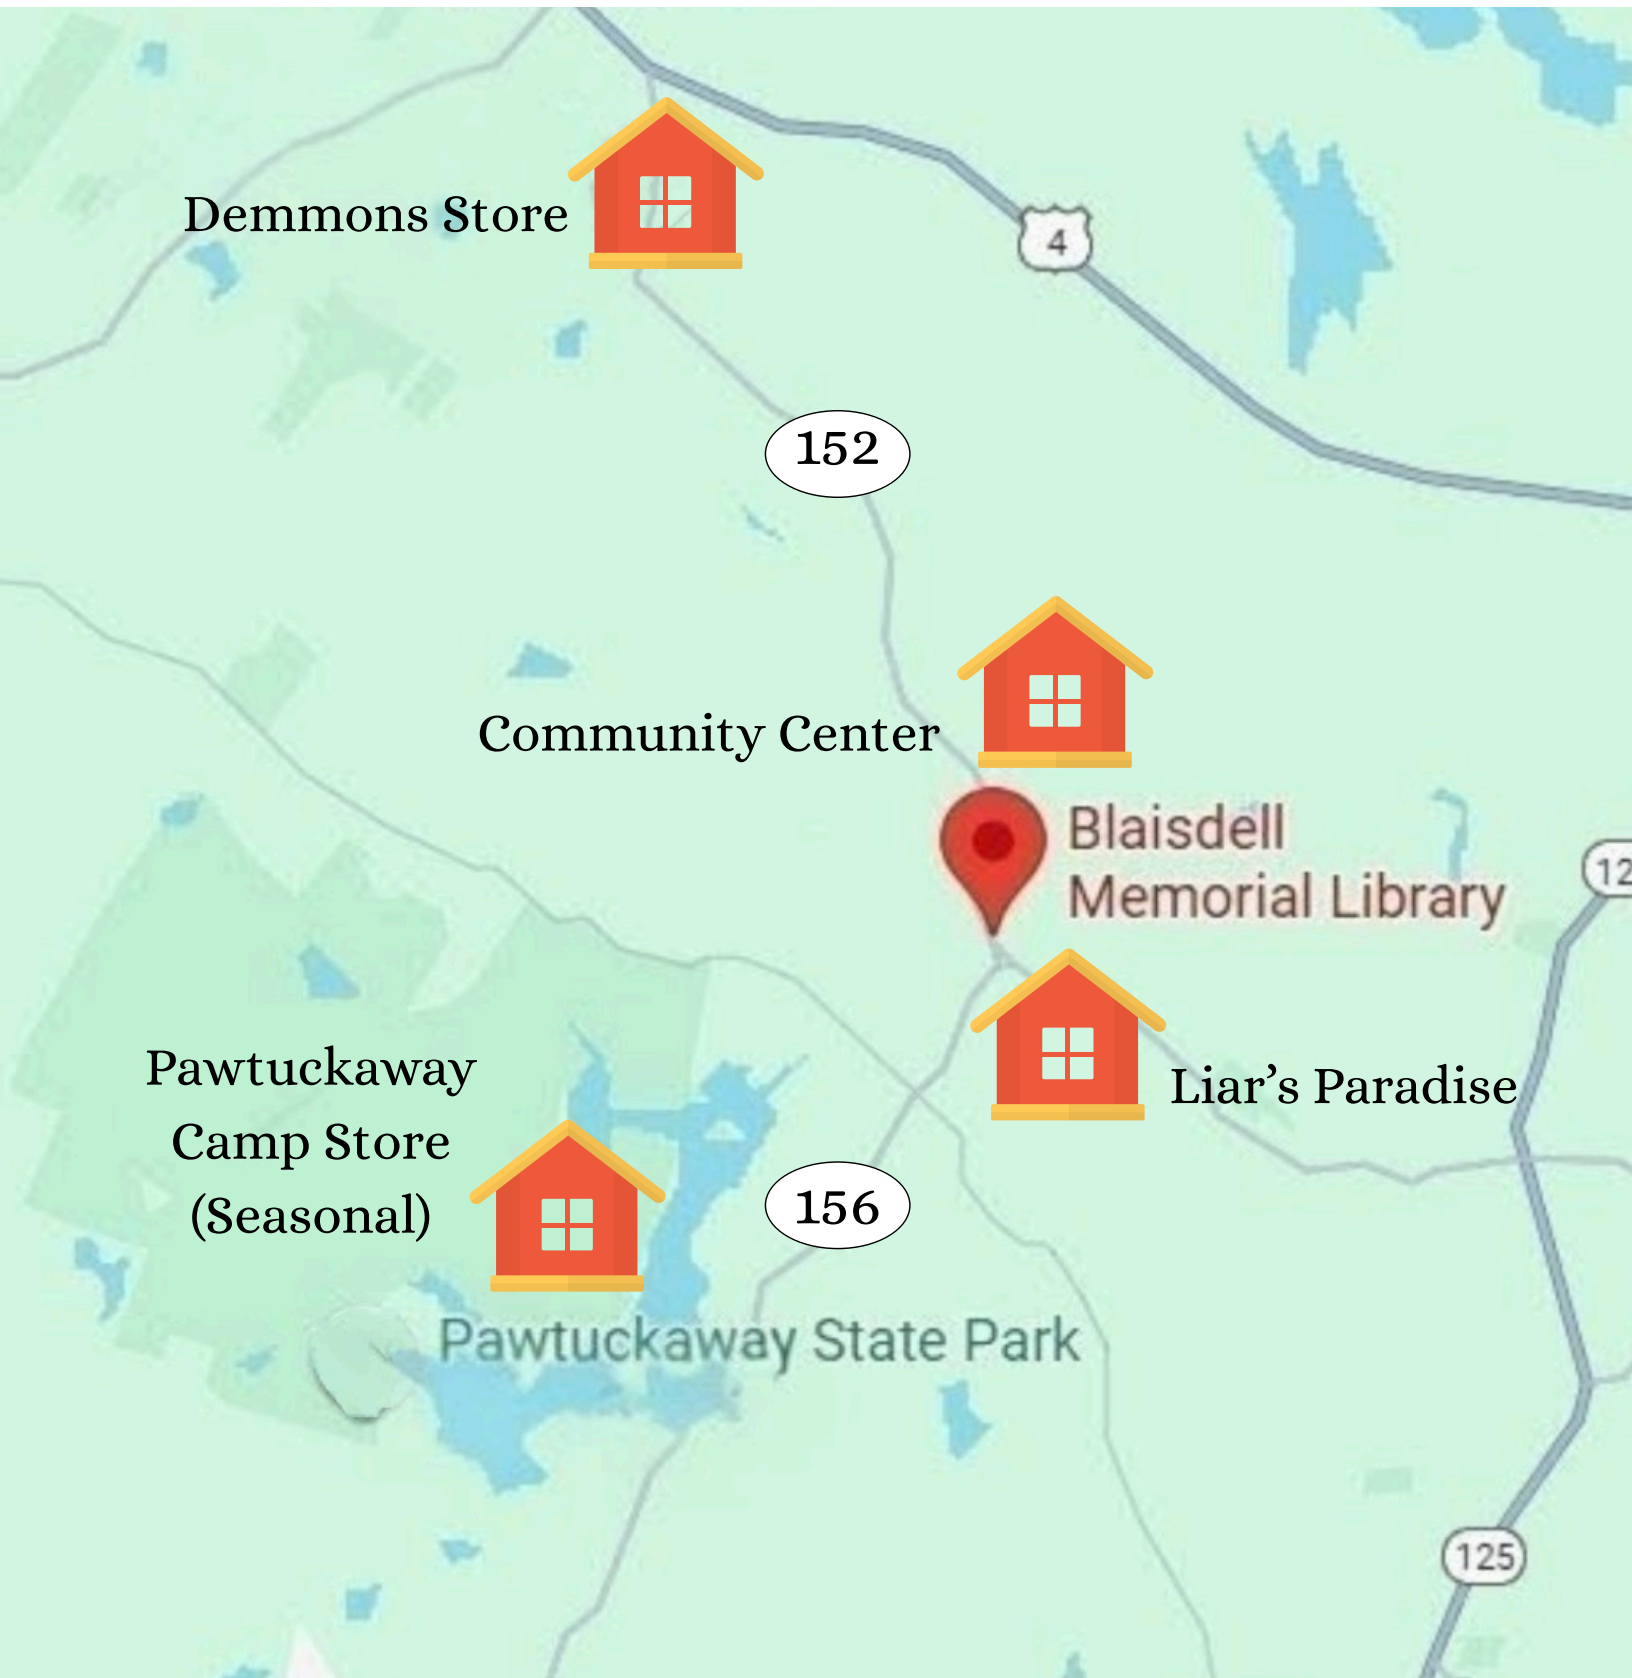 4
Demmons Store
152
Community Center
Blaisdell
Memorial Library
12
Pawtuckaway
Camp Store
(Seasonal)
Liar’s Paradise
156
Pawtuckaway State Park
125